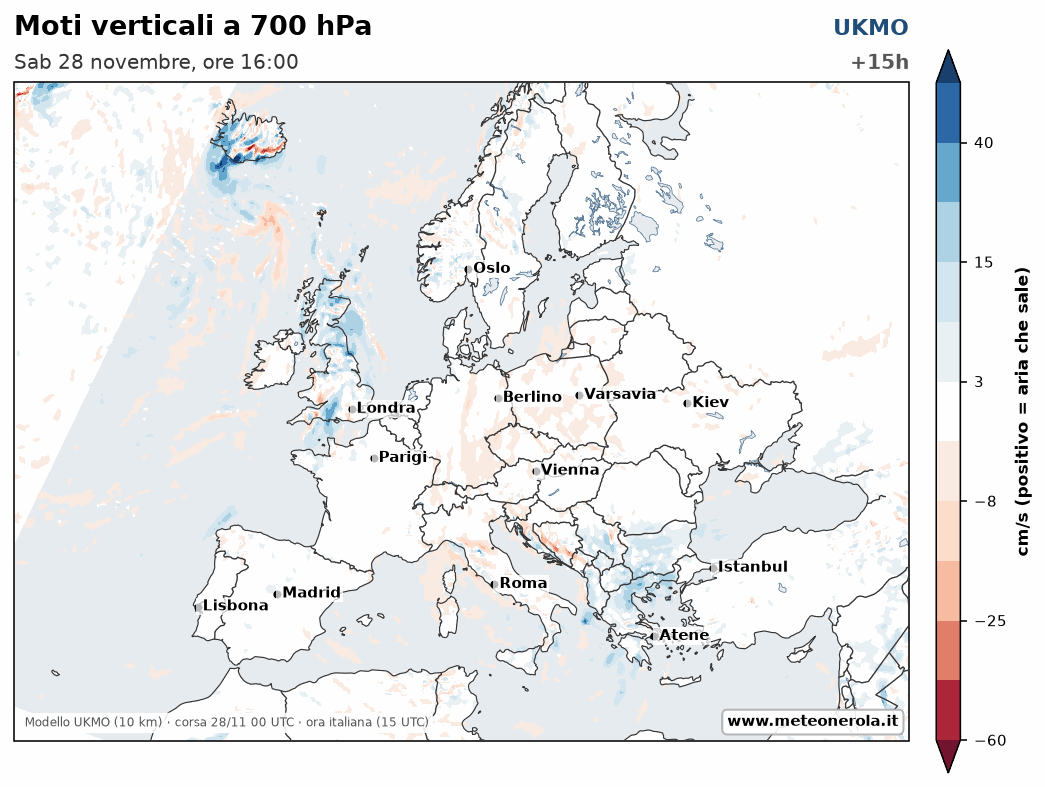 Moti verticali a 700 hPa
UKMO
Sab 28 novembre, ore 16:00
+15h
40
15
3
−8
−25
−60
cm/s (positivo = aria che sale)
Oslo
Berlino
Varsavia
Kiev
Londra
Parigi
Vienna
Istanbul
Roma
Madrid
Lisbona
Atene
Modello UKMO (10 km) · corsa 28/11 00 UTC · ora italiana (15 UTC)
www.meteonerola.it